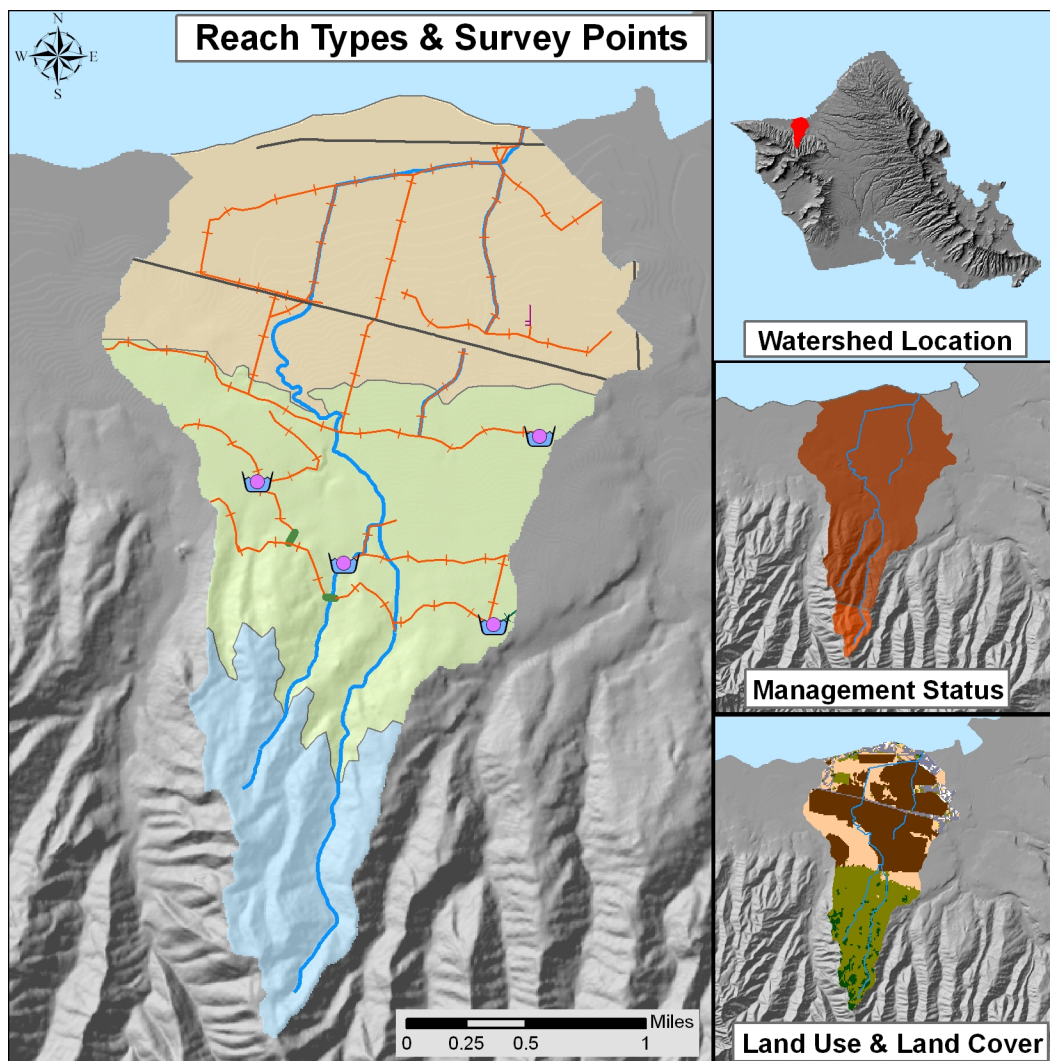 Reach Types & Survey Points
N
W E
S
Miles
0 0.25 0.5 1
Watershed Location
Management Status
Land Use & Land Cover